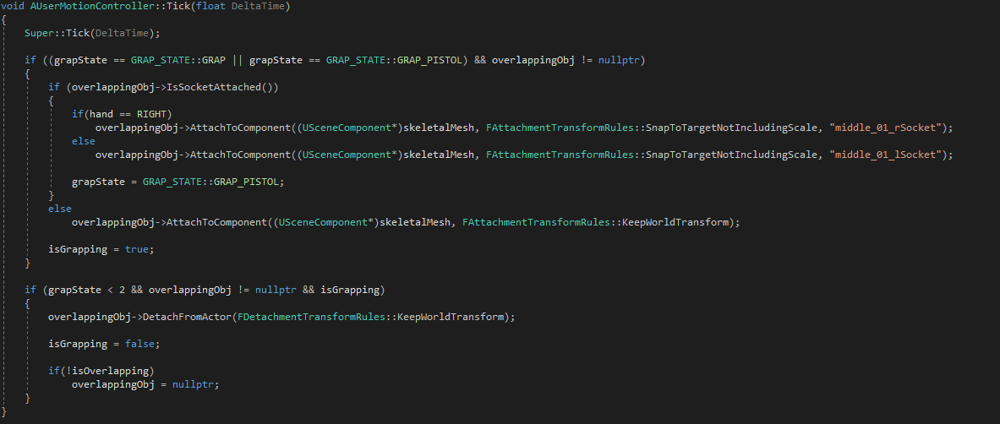 void AUserMotionController::Tick(float DeltaTime)
{
    Super::Tick(DeltaTime);

    if ((grapState == GRAP_STATE::GRAP || grapState == GRAP_STATE::GRAP_PISTOL) && overlappingObj != nullptr)
    {
        if (overlappingObj->IsSocketAttached())
        {
            if(hand == RIGHT)
                overlappingObj->AttachToComponent((USceneComponent*)skeletalMesh, FAttachmentTransformRules::SnapToTargetNotIncludingScale, "middle_01_rSocket");
            else
                overlappingObj->AttachToComponent((USceneComponent*)skeletalMesh, FAttachmentTransformRules::SnapToTargetNotIncludingScale, "middle_01_lSocket");

            grapState = GRAP_STATE::GRAP_PISTOL;
        }
        else
            overlappingObj->AttachToComponent((USceneComponent*)skeletalMesh, FAttachmentTransformRules::KeepWorldTransform);

        isGrapping = true;
    }

    if (grapState < 2 && overlappingObj != nullptr && isGrapping)
    {
        overlappingObj->DetachFromActor(FDetachmentTransformRules::KeepWorldTransform);

        isGrapping = false;

        if(!isOverlapping)
            overlappingObj = nullptr;
    }
}